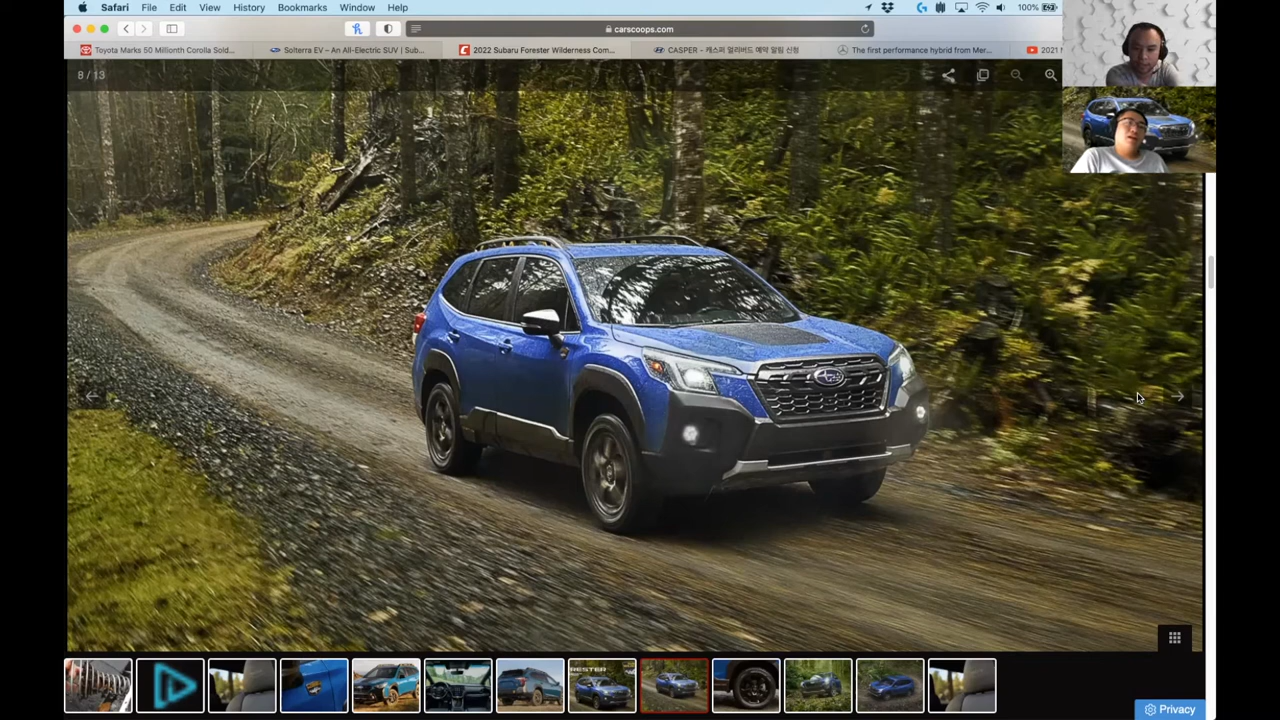 Safari File Edit View History Bookmarks Window Help 100%
carscoops.com
Toyota Marks 50 Millionth Corolla Sold... Solterra EV – An All-Electric SUV | Sub... 2022 Subaru Forester Wilderness Com... CASPER - 캐스퍼 얼리버드 예약 알림 신청 The first performance hybrid from Mer... 2021
8 / 13
RESTER
Privacy